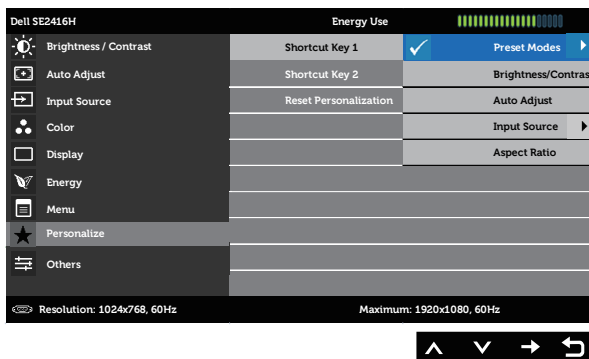 Dell SE2416H Energy Use
Brightness / Contrast Shortcut Key 1 Preset Modes
Auto Adjust Shortcut Key 2 Brightness/Contras
Input Source Reset Personalization Auto Adjust
Color Input Source
Display Aspect Ratio
Energy
Menu
Personalize
Others
Resolution: 1024x768, 60Hz Maximum: 1920x1080, 60Hz